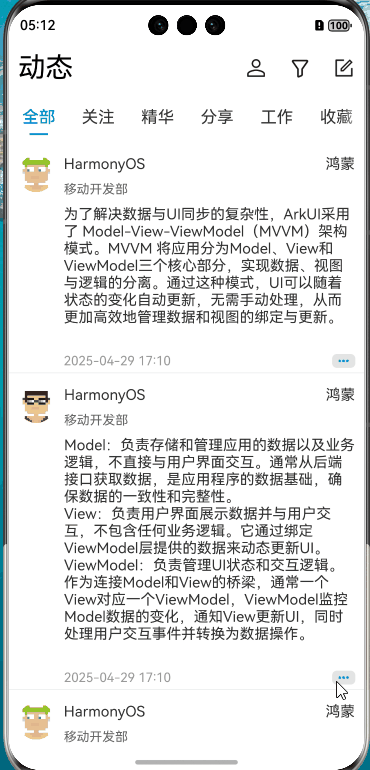 05:12
100
动态
全部 关注 精华 分享 工作 收藏
HarmonyOS 鸿蒙
移动开发部
为了解决数据与UI同步的复杂性，ArkUI采用
了 Model-View-ViewModel（MVVM）架构
模式。MVVM 将应用分为Model、View和
ViewModel三个核心部分，实现数据、视图
与逻辑的分离。通过这种模式，UI可以随着
状态的变化自动更新，无需手动处理，从而
更加高效地管理数据和视图的绑定与更新。
2025-04-29 17:10
HarmonyOS 鸿蒙
移动开发部
Model：负责存储和管理应用的数据以及业务
逻辑，不直接与用户界面交互。通常从后端
接口获取数据，是应用程序的数据基础，确
保数据的一致性和完整性。
View：负责用户界面展示数据并与用户交
互，不包含任何业务逻辑。它通过绑定
ViewModel层提供的数据来动态更新UI。
ViewModel：负责管理UI状态和交互逻辑。
作为连接Model和View的桥梁，通常一个
View对应一个ViewModel，ViewModel监控
Model数据的变化，通知View更新UI，同时
处理用户交互事件并转换为数据操作。
2025-04-29 17:10
HarmonyOS 鸿蒙
移动开发部